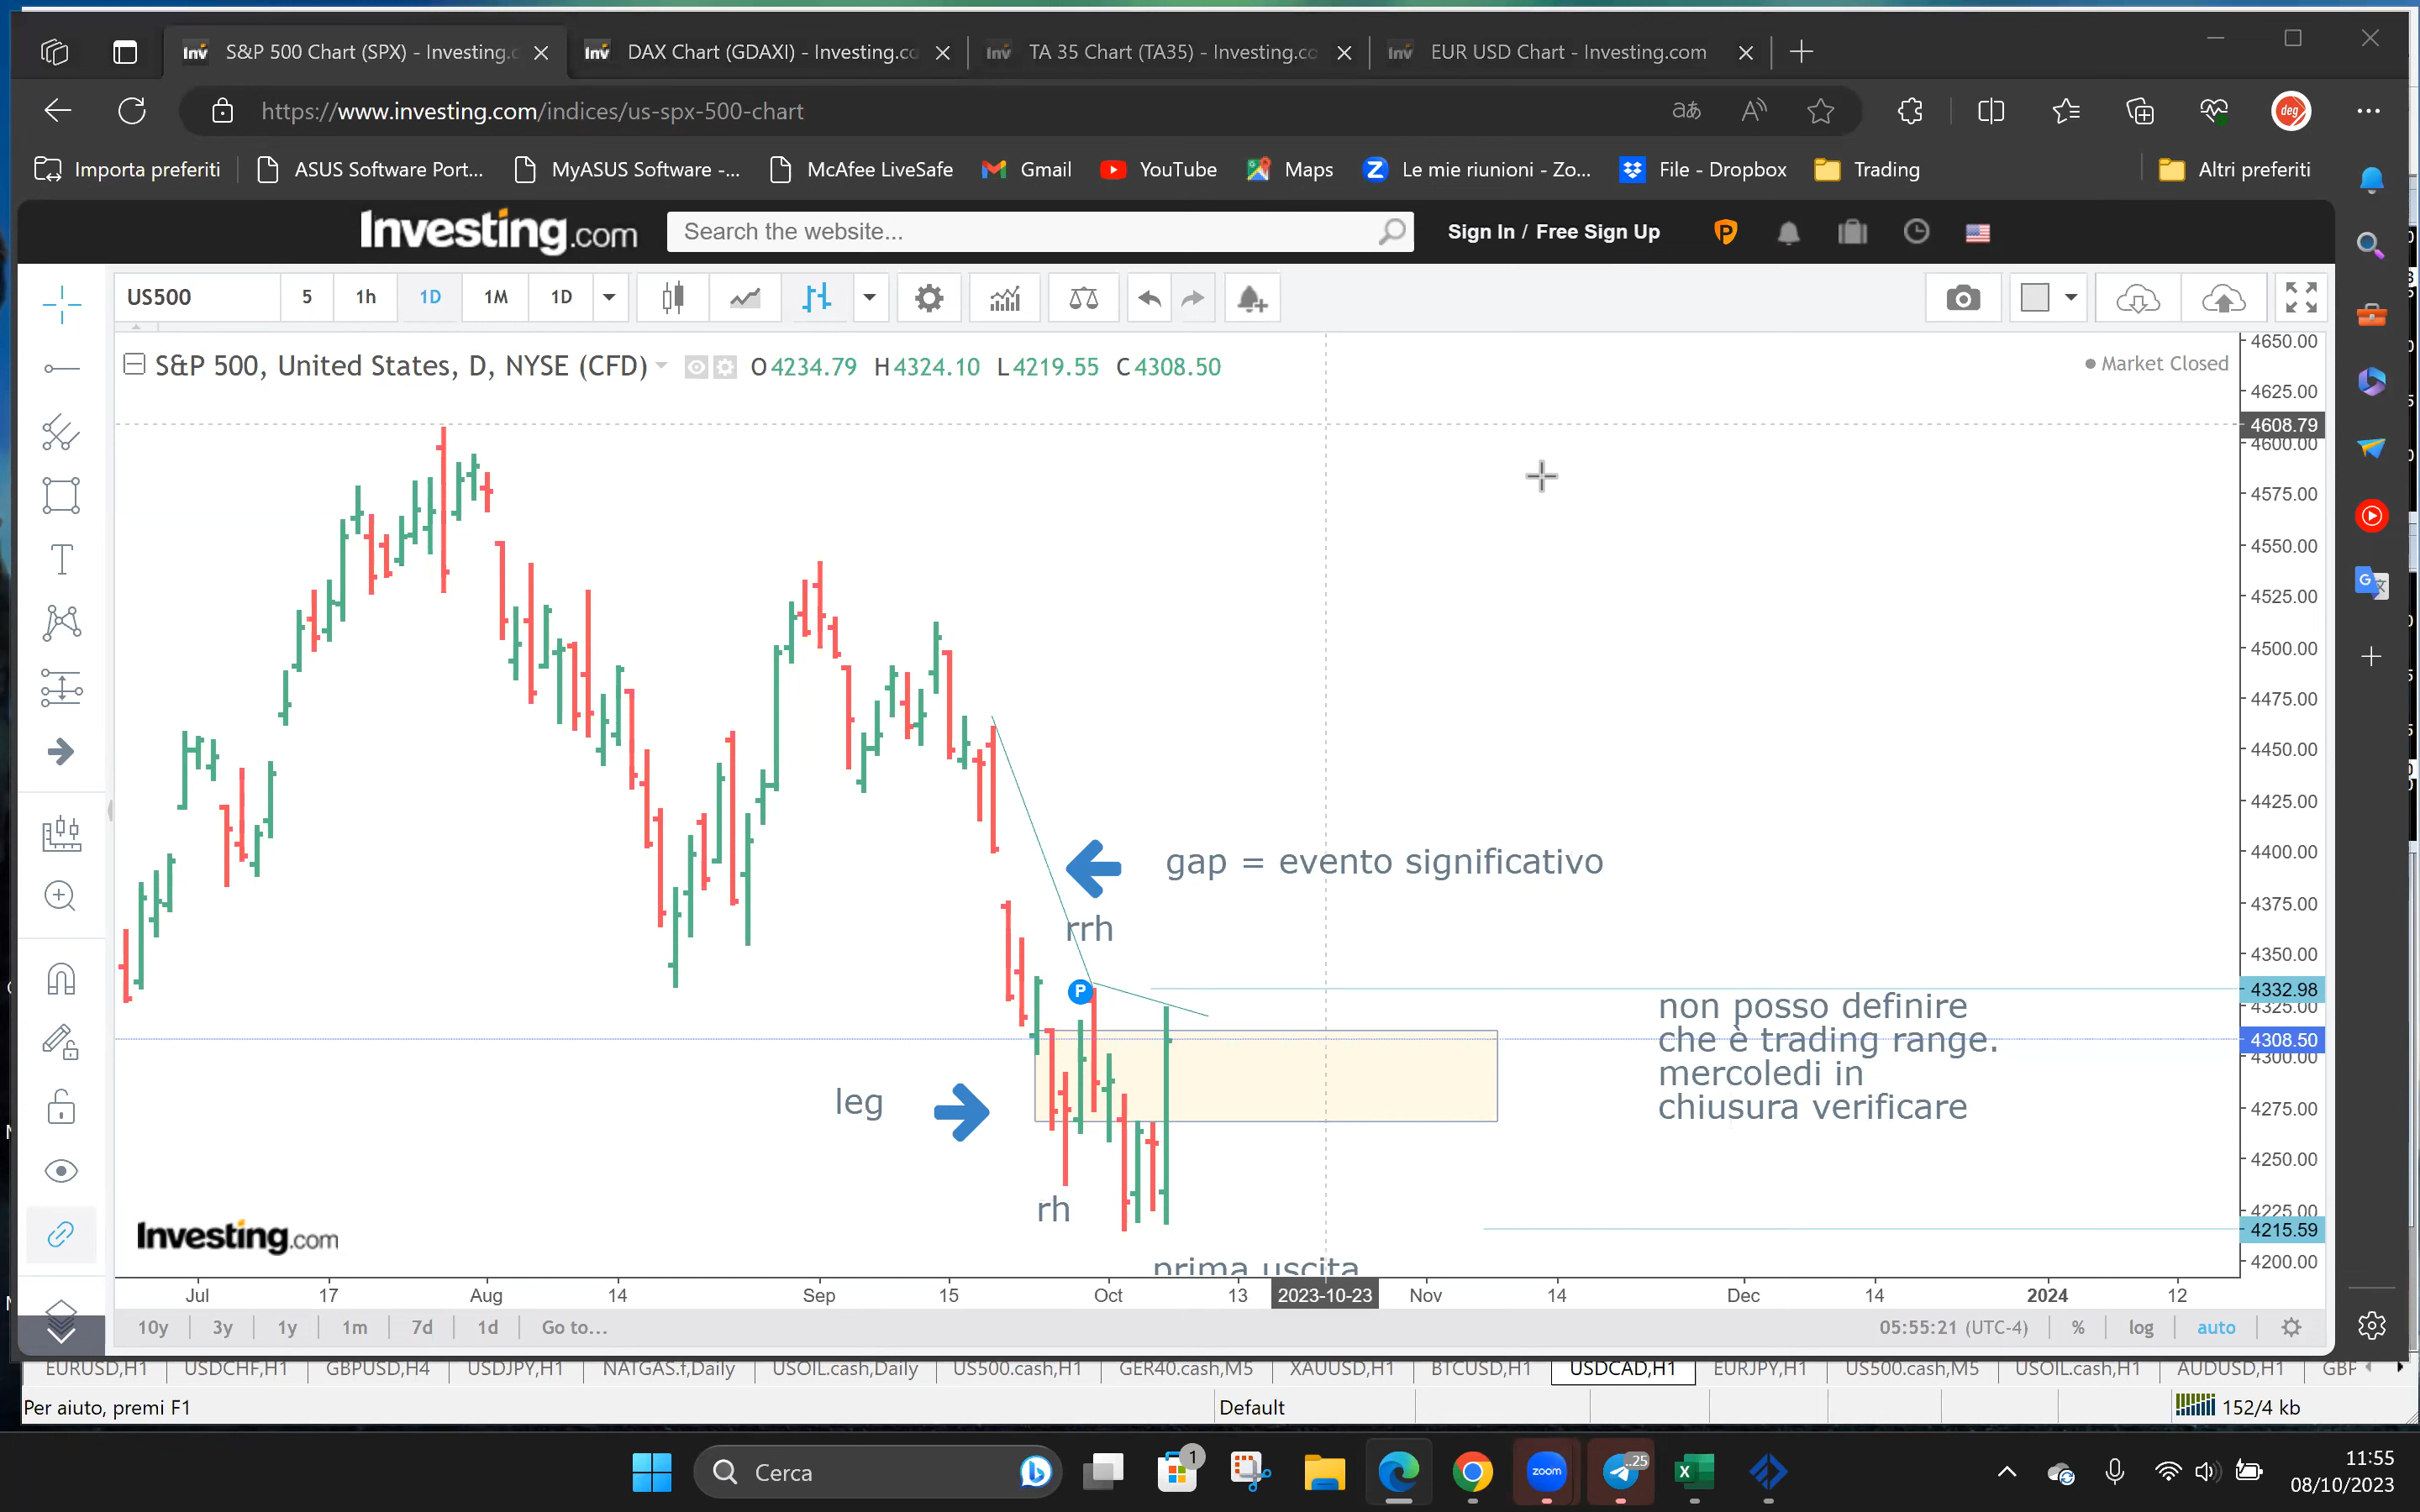 S&P 500 Chart (SPX) - Investing.c
DAX Chart (GDAXI) - Investing.co
TA 35 Chart (TA35) - Investing.co
EUR USD Chart - Investing.com
https://www.investing.com/indices/us-spx-500-chart
deg
Importa preferiti
ASUS Software Port...
MyASUS Software -...
McAfee LiveSafe
Gmail
YouTube
Maps
Le mie riunioni - Zo...
File - Dropbox
Trading
Altri preferiti
Investing.com
Search the website...
Sign In / Free Sign Up
US500
5
1h
1D
1M
1D
S&P 500, United States, D, NYSE (CFD)
O4234.79 H4324.10 L4219.55 C4308.50
Market Closed
4650.00
4625.00
4608.79
4600.00
4575.00
4550.00
4525.00
4500.00
4475.00
4450.00
4425.00
4400.00
4375.00
4350.00
4332.98
4325.00
4308.50
4300.00
4275.00
4250.00
4225.00
4215.59
4200.00
gap = evento significativo
rrh
P
non posso definire
che è trading range.
mercoledi in
chiusura verificare
leg
rh
prima uscita
Investing.com
Jul
17
Aug
14
Sep
15
Oct
13
2023-10-23
Nov
14
Dec
14
2024
12
10y
3y
1y
1m
7d
1d
Go to...
05:55:21 (UTC-4)
%
log
auto
EURUSD,H1
USDCHF,H1
GBPUSD,H4
USDJPY,H1
NATGAS.f,Daily
USOIL.cash,Daily
US500.cash,H1
GER40.cash,M5
XAUUSD,H1
BTCUSD,H1
USDCAD,H1
EURJPY,H1
US500.cash,M5
USOIL.cash,H1
AUDUSD,H1
GBP
Per aiuto, premi F1
Default
152/4 kb
Cerca
1
zoom
..25
11:55
08/10/2023